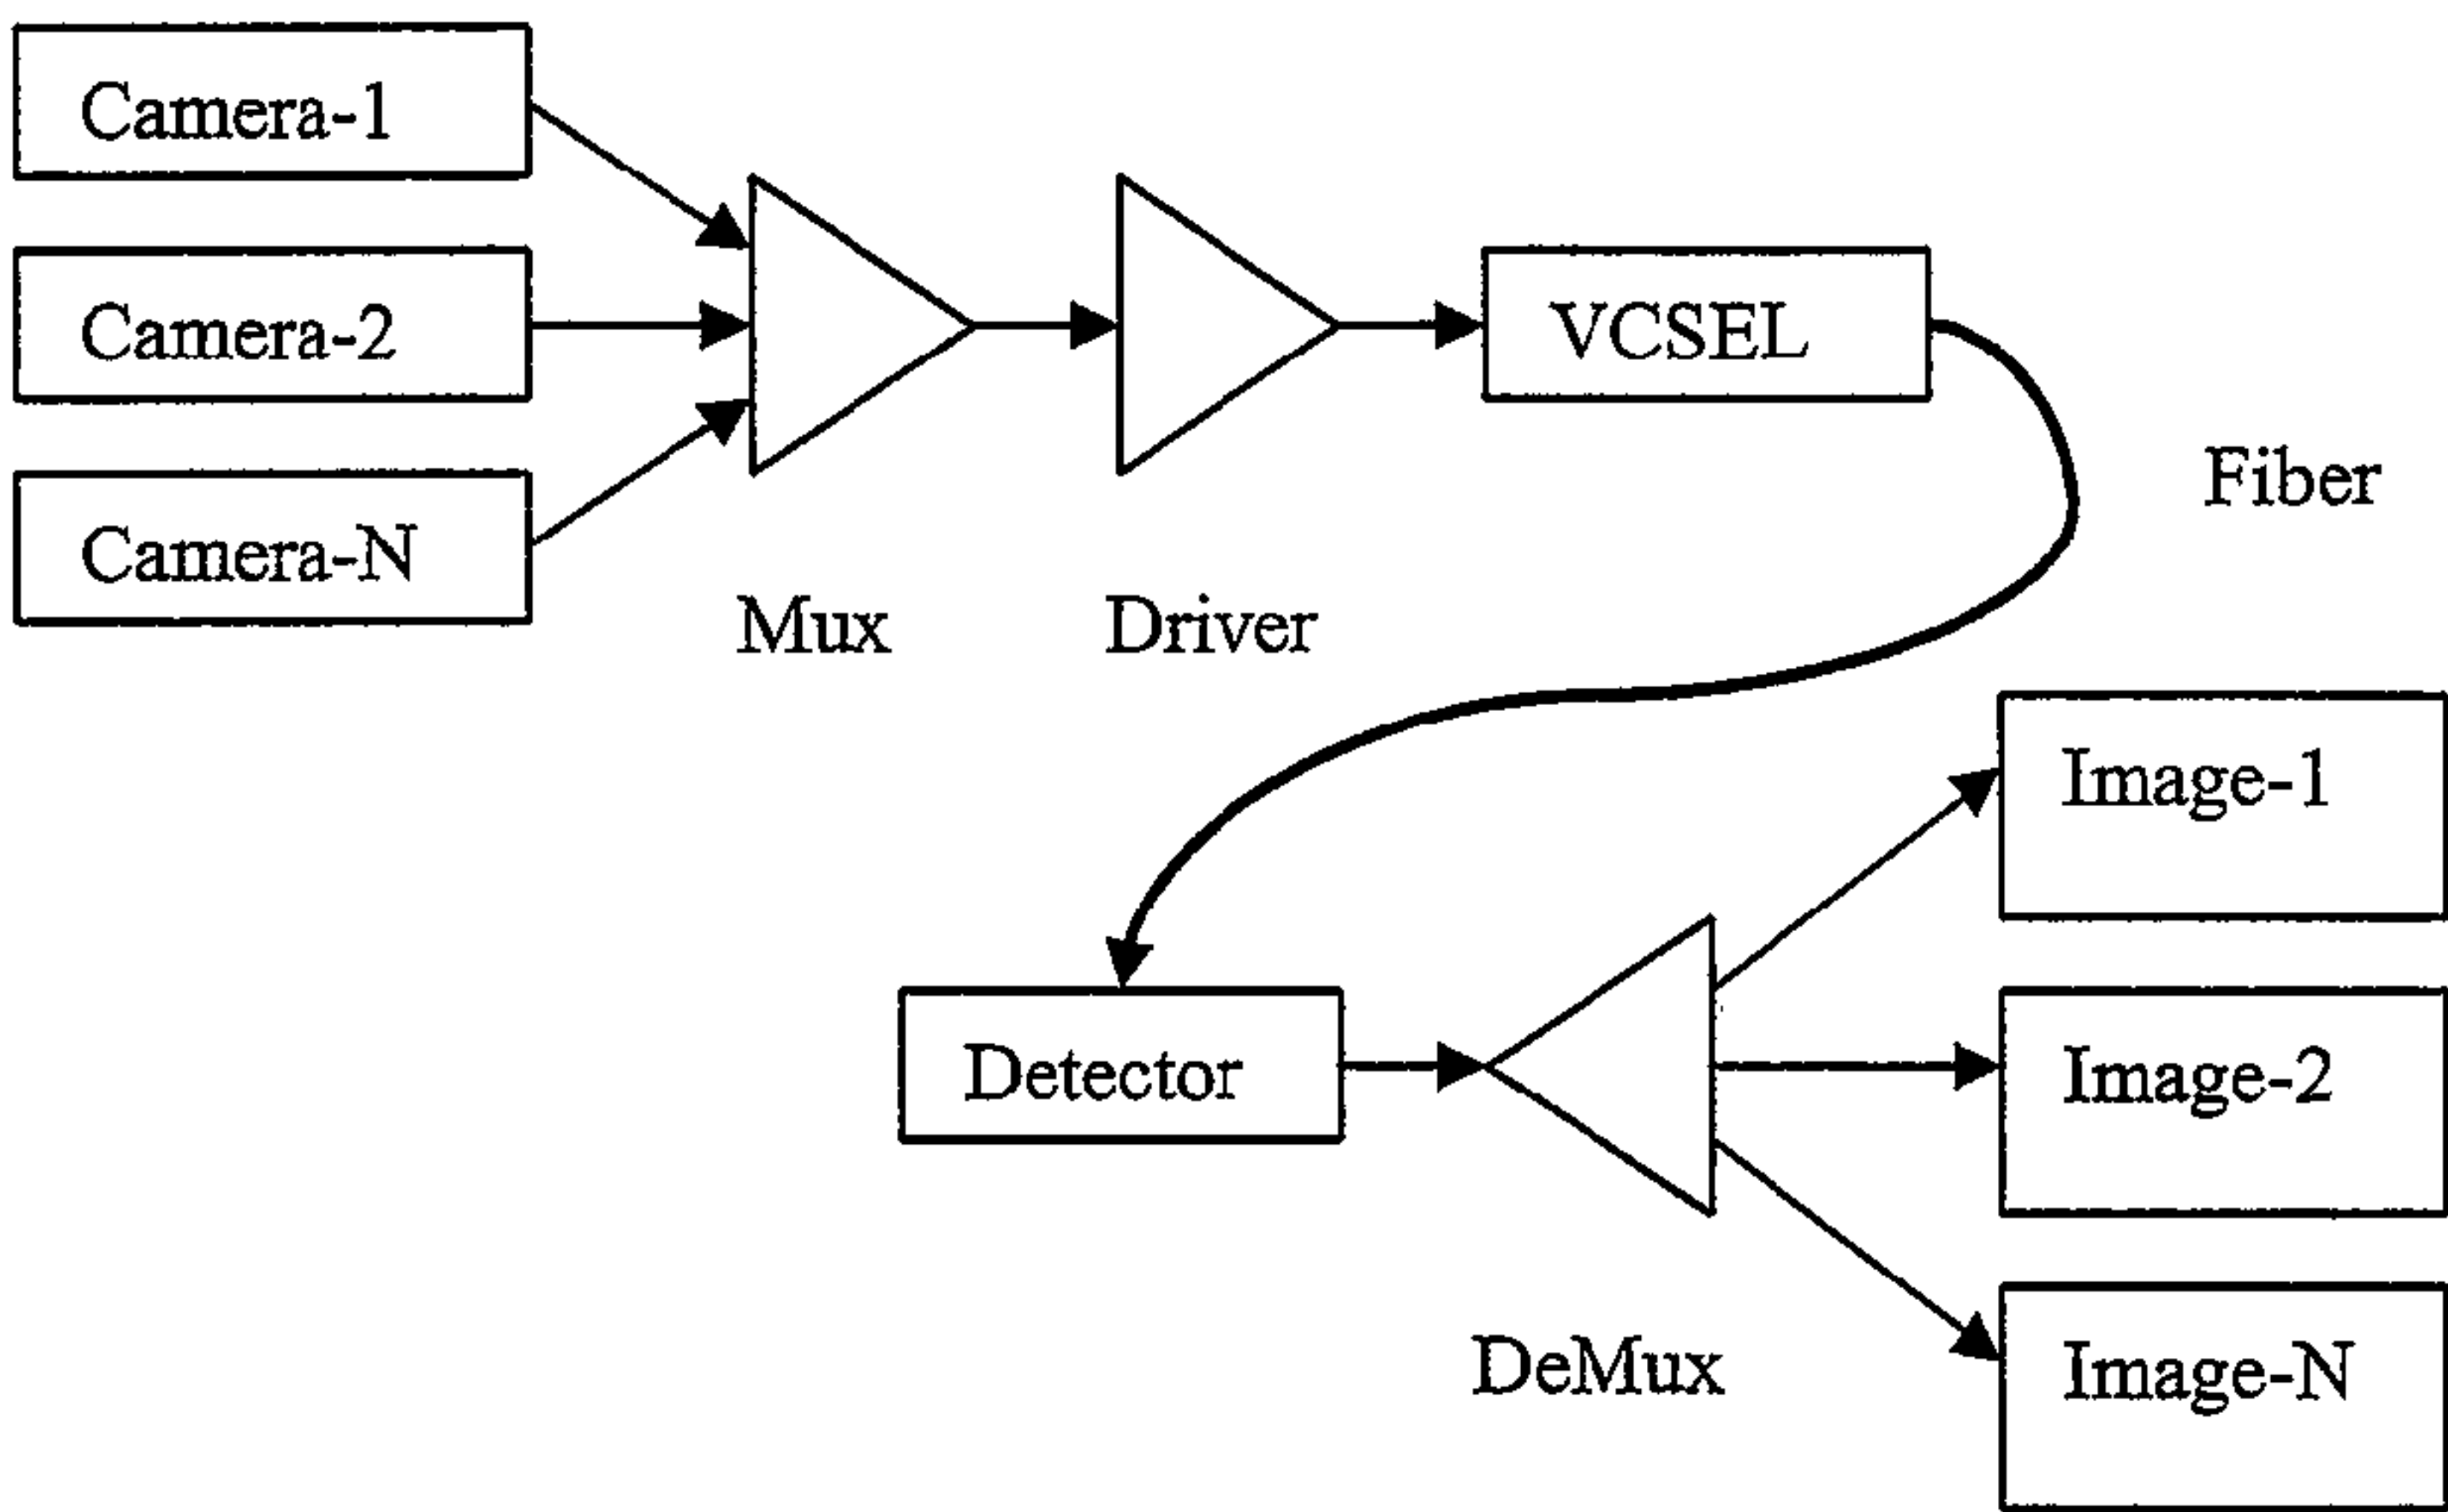 Camera-1
Camera-2
VCSEL
Fiber
Camera-N
Mux
Driver
Image-1
Detector
Image-2
DeMux
Image-N